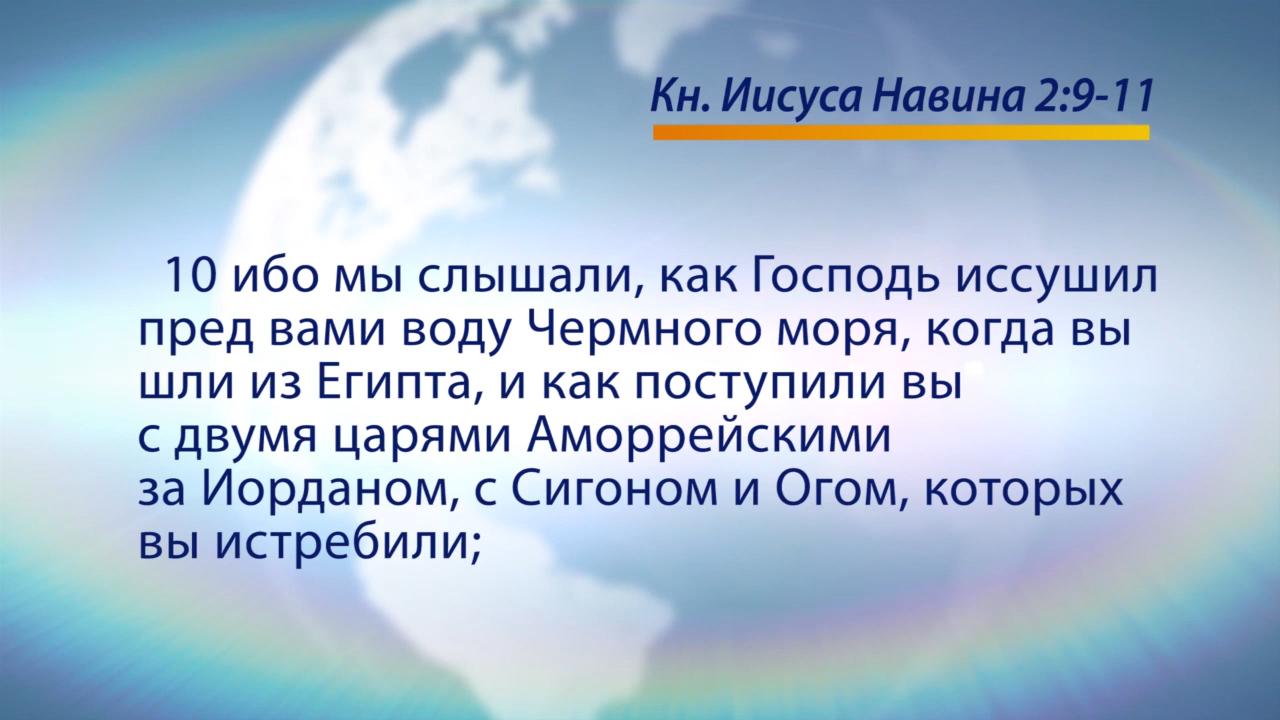 Кн. Иисуса Навина 2:9-11
10 ибо мы слышали, как Господь иссушил
пред вами воду Чермного моря, когда вы
шли из Египта, и как поступили вы
с двумя царями Аморрейскими
за Иорданом, с Сигоном и Огом, которых
вы истребили;